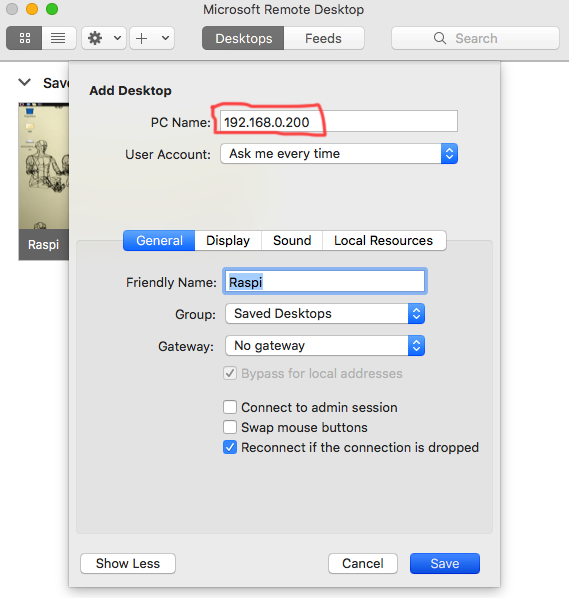 Microsoft Remote Desktop
Desktops
Feeds
Search
Save
Add Desktop
PC Name: 192.168.0.200
User Account: Ask me every time
Raspi
General
Display
Sound
Local Resources
Friendly Name: Raspi
Group: Saved Desktops
Gateway: No gateway
Bypass for local addresses
Connect to admin session
Swap mouse buttons
Reconnect if the connection is dropped
Show Less
Cancel
Save